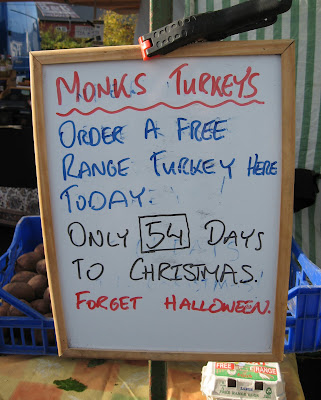 MONKS TURKEYS
ORDER A FREE
RANGE TURKEY HERE
TODAY.
ONLY 54 DAYS
TO CHRISTMAS.
FORGET HALLOWEEN.
FREE RANGE